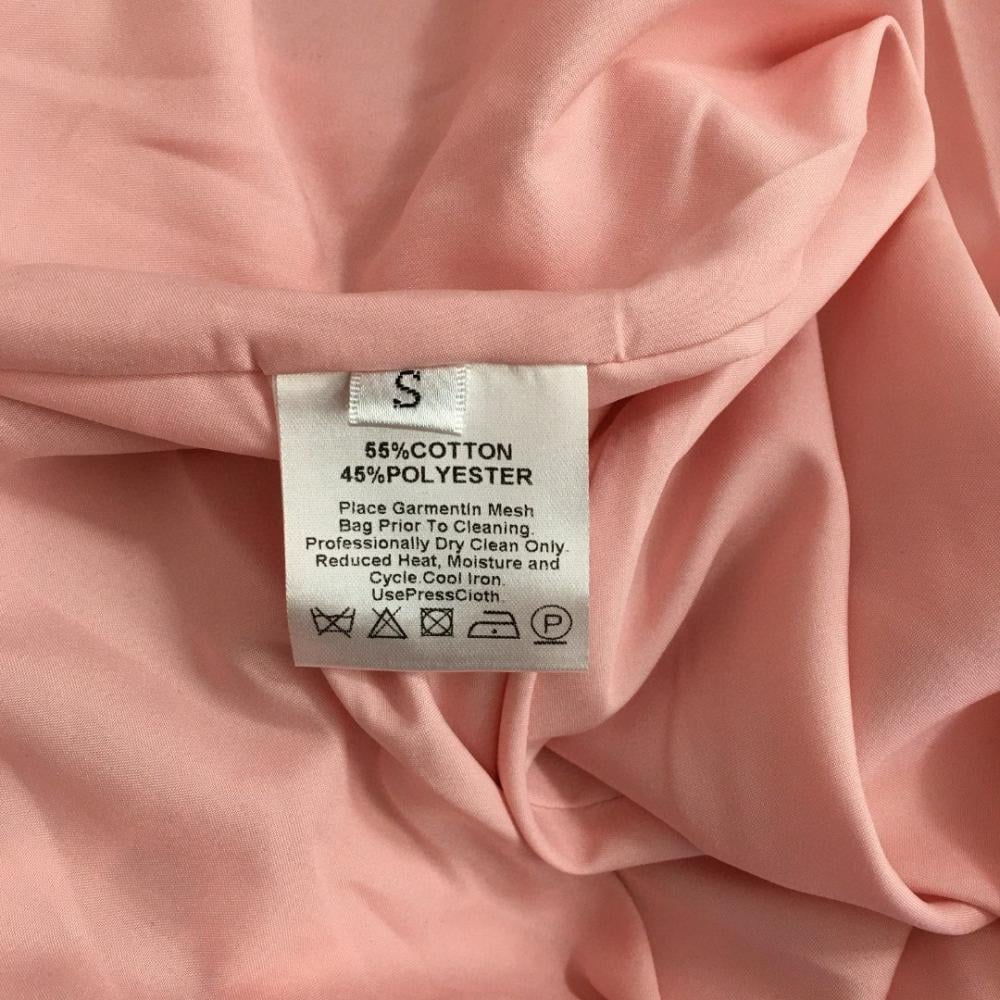 S
55%COTTON
45%POLYESTER
Place GarmentIn Mesh
Bag Prior To Cleaning.
Professionally Dry Clean Only.
Reduced Heat, Moisture and
Cycle.Cool Iron.
UsePressCloth.
P